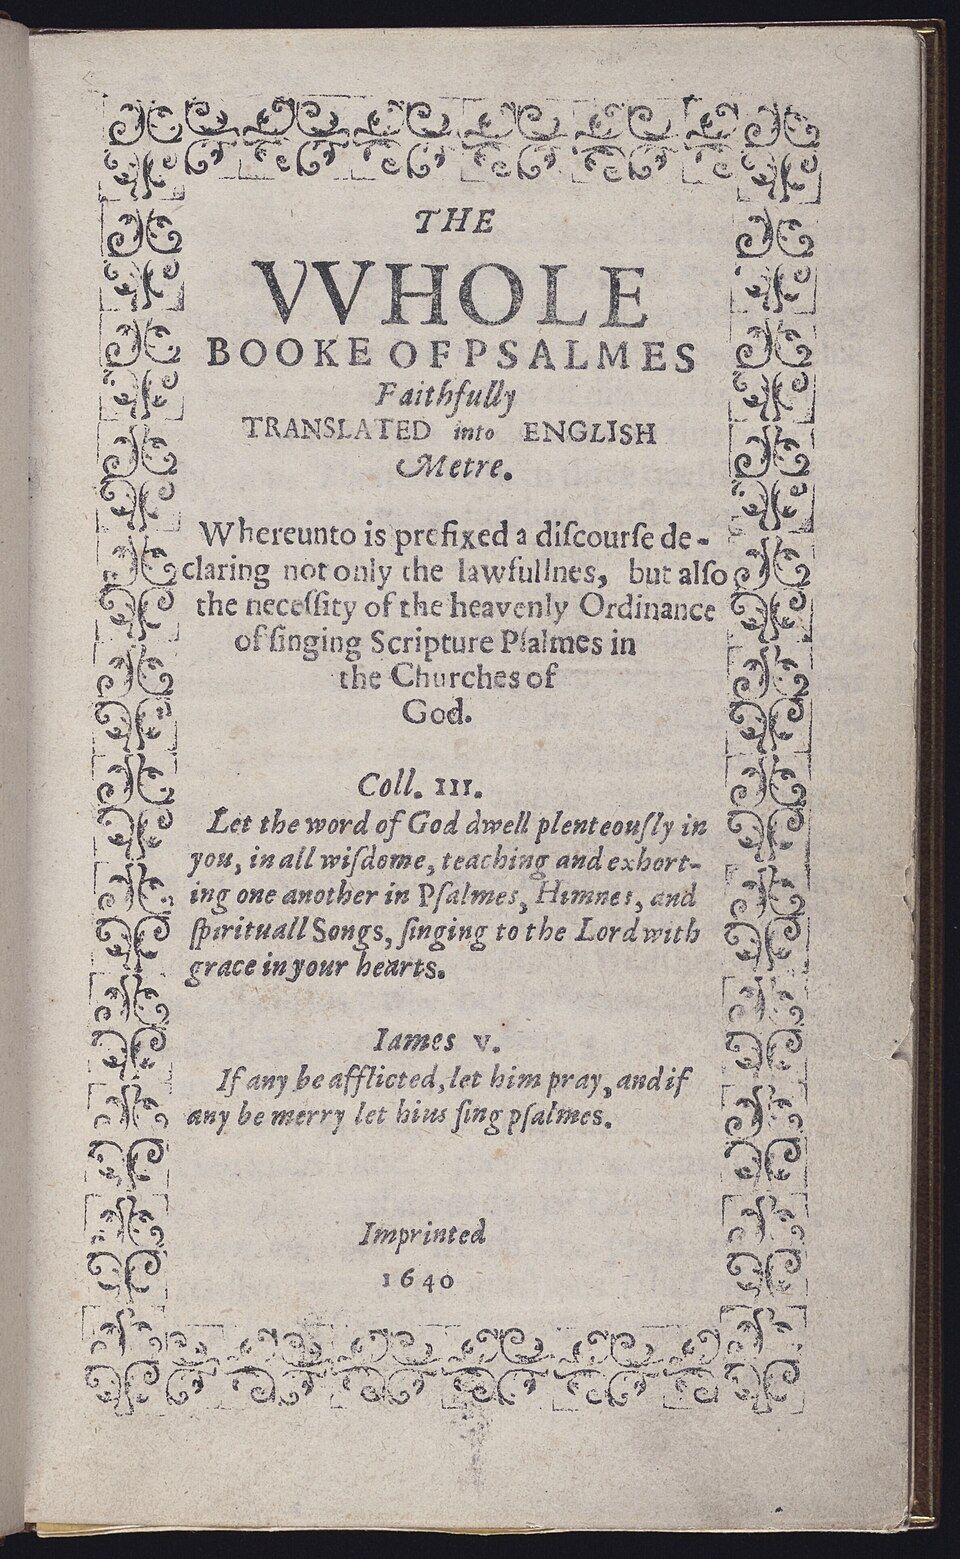 THE
VVHOLE
BOOKE OF PSALMES
Faithfully
TRANSLATED into ENGLISH
Metre.
Whereunto is prefixed a diſcourſe de-
claring not only the lawfullnes, but alſo
the neceſſity of the heavenly Ordinance
of ſinging Scripture Pſalmes in
the Churches of
God.
Coll. III.
Let the word of God dwell plenteouſly in
you, in all wiſdome, teaching and exhort-
ing one another in Pſalmes, Himnes, and
ſpirituall Songs, ſinging to the Lord with
grace in your hearts.
Iames v.
If any be afflicted, let him pray, and if
any be merry let hius ſing pſalmes.
Imprinted
1640